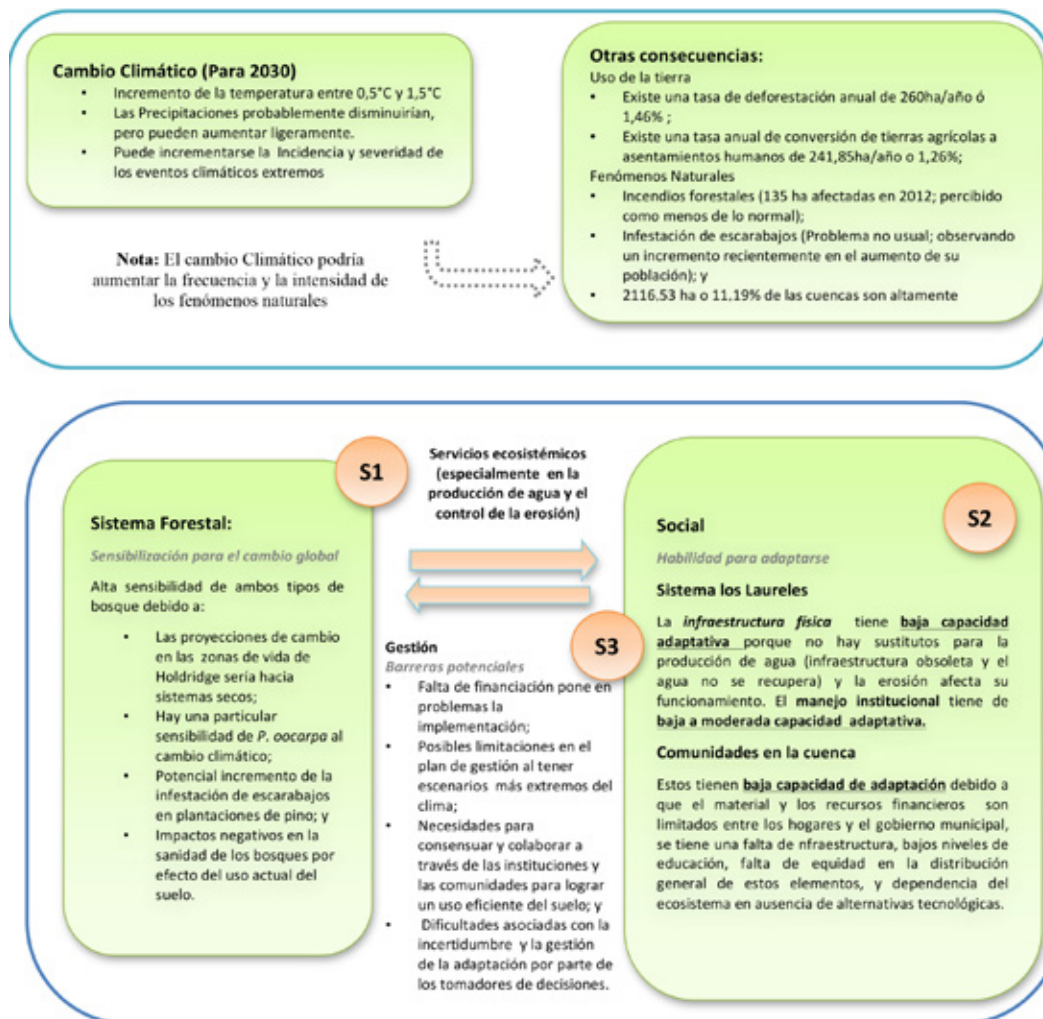 Cambio Climático (Para 2030)
• Incremento de la temperatura entre 0,5°C y 1,5°C
• Las Precipitaciones probablemente disminuirían,
pero pueden aumentar ligeramente.
• Puede incrementarse la Incidencia y severidad de
los eventos climáticos extremos
Nota: El cambio Climático podría
aumentar la frecuencia y la intensidad de
los fenómenos naturales
Otras consecuencias:
Uso de la tierra
• Existe una tasa de deforestación anual de 260ha/año ó
1,46% ;
• Existe una tasa anual de conversión de tierras agrícolas a
asentamientos humanos de 241,85ha/año o 1,26%;
Fenómenos Naturales
• Incendios forestales (135 ha afectadas en 2012; percibido
como menos de lo normal);
• Infestación de escarabajos (Problema no usual; observando
un incremento recientemente en el aumento de su
población); y
• 2116.53 ha o 11.19% de las cuencas son altamente
S1
Sistema Forestal:
Sensibilización para el cambio global
Alta sensibilidad de ambos tipos de
bosque debido a:
• Las proyecciones de cambio
en las zonas de vida de
Holdridge sería hacia
sistemas secos;
• Hay una particular
sensibilidad de P. oocarpa al
cambio climático;
• Potencial incremento de la
infestación de escarabajos
en plantaciones de pino; y
• Impactos negativos en la
sanidad de los bosques por
efecto del uso actual del
suelo.
Servicios ecosistémicos
(especialmente en la
producción de agua y el
control de la erosión)
S3
Gestión
Barreras potenciales
• Falta de financiación pone en
problemas la
implementación;
• Posibles limitaciones en el
plan de gestión al tener
escenarios más extremos del
clima;
• Necesidades para
consensuar y colaborar a
través de las instituciones y
las comunidades para lograr
un uso eficiente del suelo; y
• Dificultades asociadas con la
incertidumbre y la gestión
de la adaptación por parte de
los tomadores de decisiones.
S2
Social
Habilidad para adaptarse
Sistema los Laureles
La infraestructura física tiene baja capacidad
adaptativa porque no hay sustitutos para la
producción de agua (infraestructura obsoleta y el
agua no se recupera) y la erosión afecta su
funcionamiento. El manejo institucional tiene de
baja a moderada capacidad adaptativa.
Comunidades en la cuenca
Estos tienen baja capacidad de adaptación debido a
que el material y los recursos financieros son
limitados entre los hogares y el gobierno municipal,
se tiene una falta de nfraestructura, bajos niveles de
educación, falta de equidad en la distribución
general de estos elementos, y dependencia del
ecosistema en ausencia de alternativas tecnológicas.